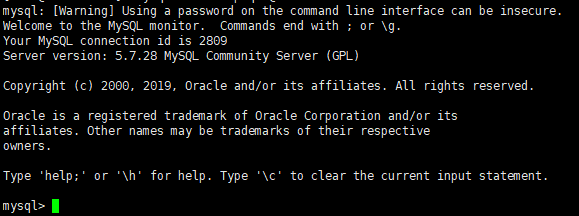 mysql: [Warning] Using a password on the command line interface can be insecure.
Welcome to the MySQL monitor.  Commands end with ; or \g.
Your MySQL connection id is 2809
Server version: 5.7.28 MySQL Community Server (GPL)
Copyright (c) 2000, 2019, Oracle and/or its affiliates. All rights reserved.
Oracle is a registered trademark of Oracle Corporation and/or its
affiliates. Other names may be trademarks of their respective
owners.
Type 'help;' or '\h' for help. Type '\c' to clear the current input statement.
mysql>